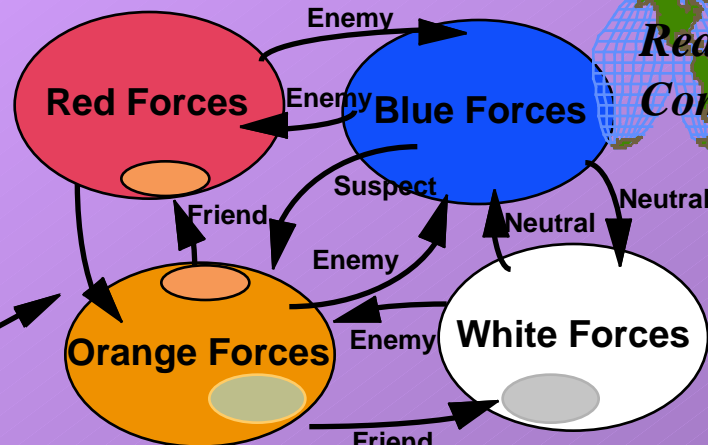 Enemy
Red Forces
Enemy
Blue Forces
Suspect
Friend
Neutral
Neutral
Enemy
Orange Forces
Enemy
White Forces
Friend